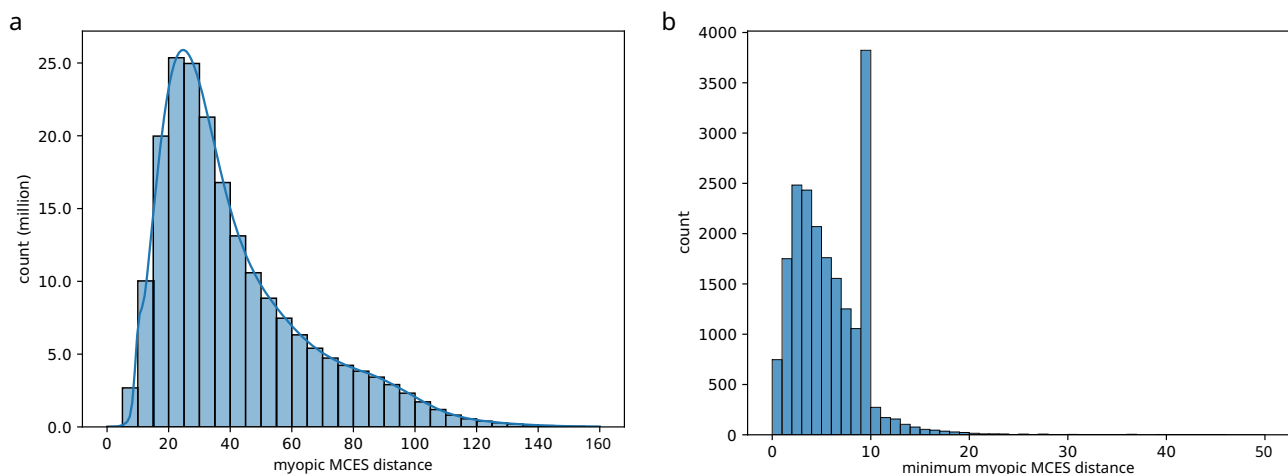 a
count (million)
25.0
20.0
15.0
10.0
5.0
0.0
0 20 40 60 80 100 120 140 160
myopic MCES distance
b
count
4000
3500
3000
2500
2000
1500
1000
500
0
0 10 20 30 40 50
minimum myopic MCES distance